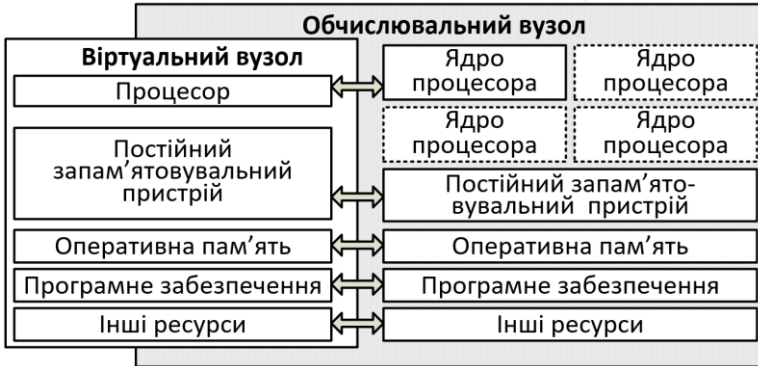 Обчислювальний вузол
Віртуальний вузол
Процесор
Постійний
запам’ятовувальний
пристрій
Оперативна пам’ять
Програмне забезпечення
Інші ресурси
Ядро
процесора
Ядро
процесора
Ядро
процесора
Ядро
процесора
Постійний запам’ято-
вувальний пристрій
Оперативна пам’ять
Програмне забезпечення
Інші ресурси